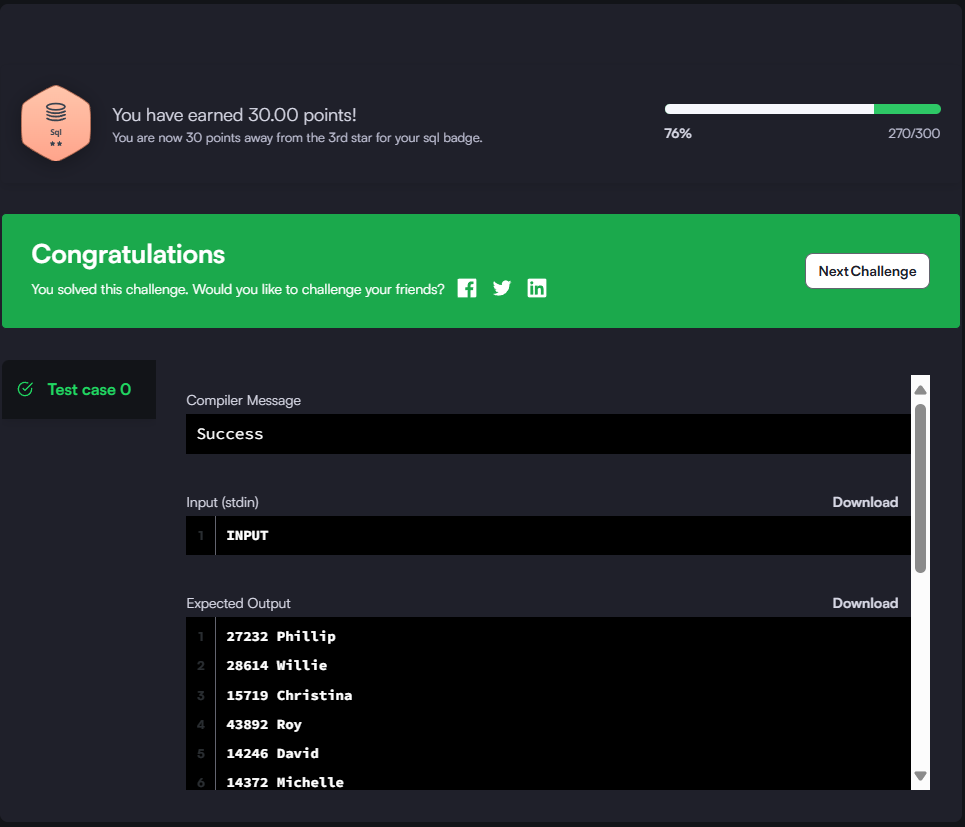 Sql
★★
You have earned 30.00 points!
You are now 30 points away from the 3rd star for your sql badge.
76%
270/300
Congratulations
You solved this challenge. Would you like to challenge your friends?
Next Challenge
Test case 0
Compiler Message
Success
Input (stdin)
Download
1 INPUT
Expected Output
Download
1 27232 Phillip
2 28614 Willie
3 15719 Christina
4 43892 Roy
5 14246 David
6 14372 Michelle